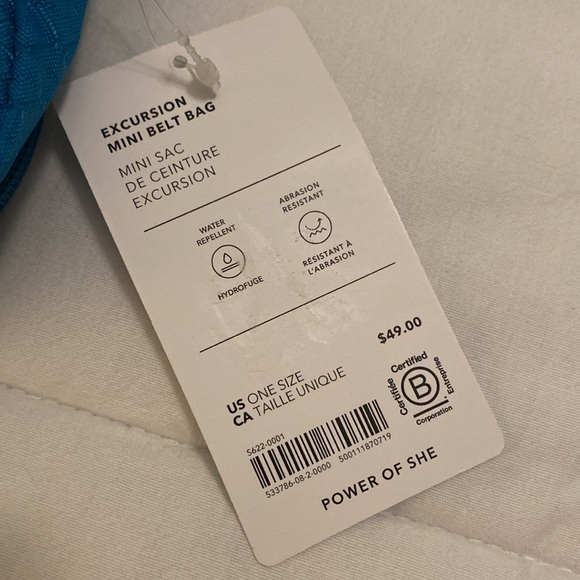 EXCURSION
MINI BELT BAG
MINI SAC
DE CEINTURE
EXCURSION
WATER
REPELLENT
HYDROFUGE
ABRASION
RESISTANT
RÉSISTANT À
L'ABRASION
$49.00
US ONE SIZE
CA TAILLE UNIQUE
Certified
B
Corporation
Certifiée
Entreprise
5622-0001
533786-08-2-0000 500111870719
POWER OF SHE